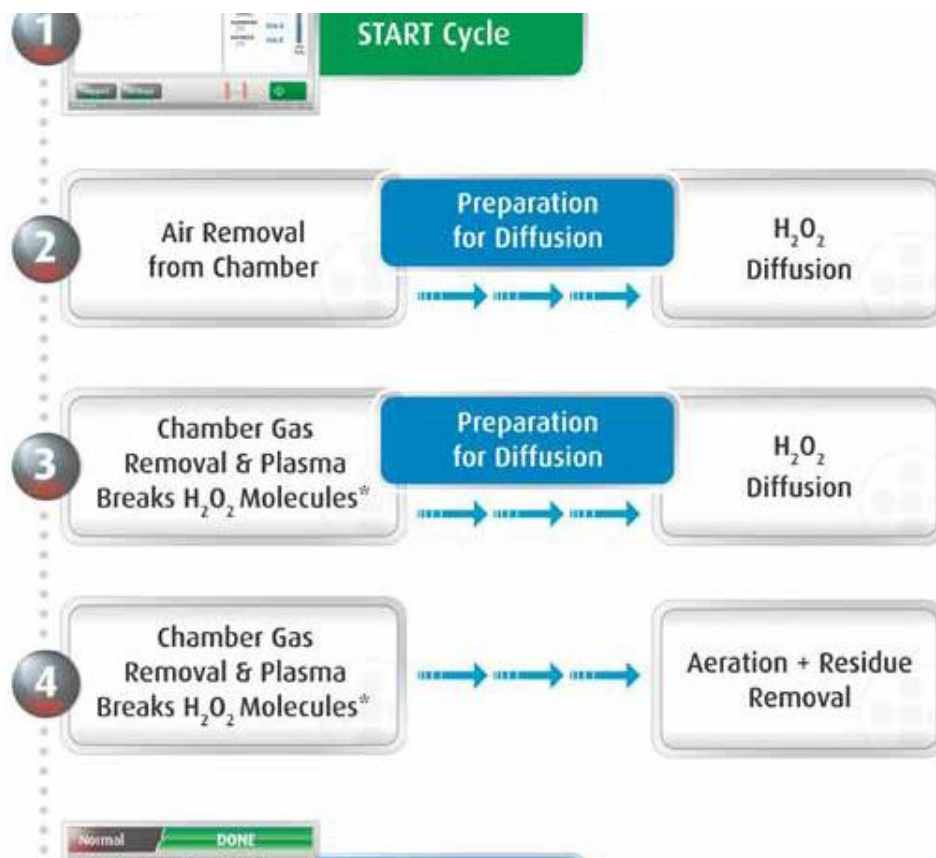 1
START Cycle
2
Air Removal
from Chamber
Preparation
for Diffusion
H₂O₂
Diffusion
3
Chamber Gas
Removal & Plasma
Breaks H₂O₂ Molecules*
Preparation
for Diffusion
H₂O₂
Diffusion
4
Chamber Gas
Removal & Plasma
Breaks H₂O₂ Molecules*
Aeration + Residue
Removal
Normal
DONE